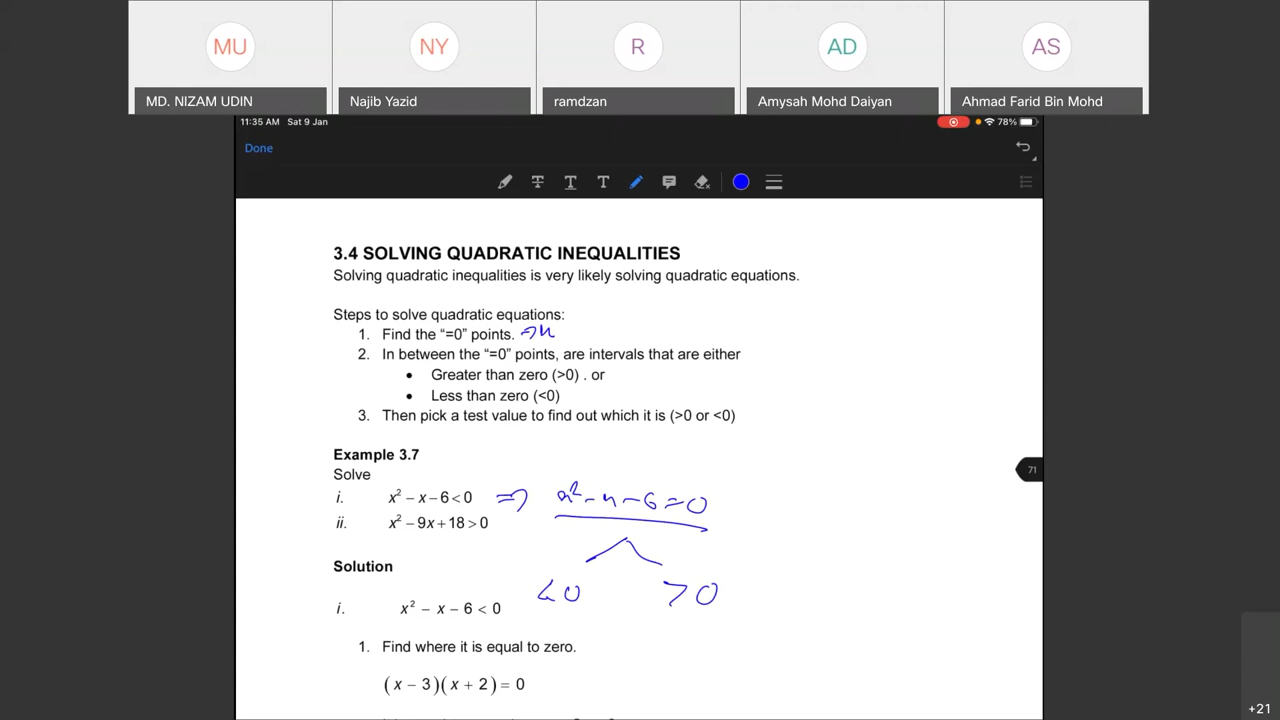 MU NY R AD AS
MD. NIZAM UDIN Najib Yazid ramdzan Amysah Mohd Daiyan Ahmad Farid Bin Mohd
11:35 AM Sat 9 Jan 78%
Done
T T T
3.4 SOLVING QUADRATIC INEQUALITIES
Solving quadratic inequalities is very likely solving quadratic equations.
Steps to solve quadratic equations:
1. Find the “=0” points. ⇒ x
2. In between the “=0” points, are intervals that are either
• Greater than zero (>0) . or
• Less than zero (<0)
3. Then pick a test value to find out which it is (>0 or <0)
Example 3.7
Solve
i. x² − x − 6 < 0 ⇒ x² − x − 6 = 0
ii. x² − 9x + 18 > 0
Solution
<0 >0
i. x² − x − 6 < 0
1. Find where it is equal to zero.
(x − 3)(x + 2) = 0
71
+21